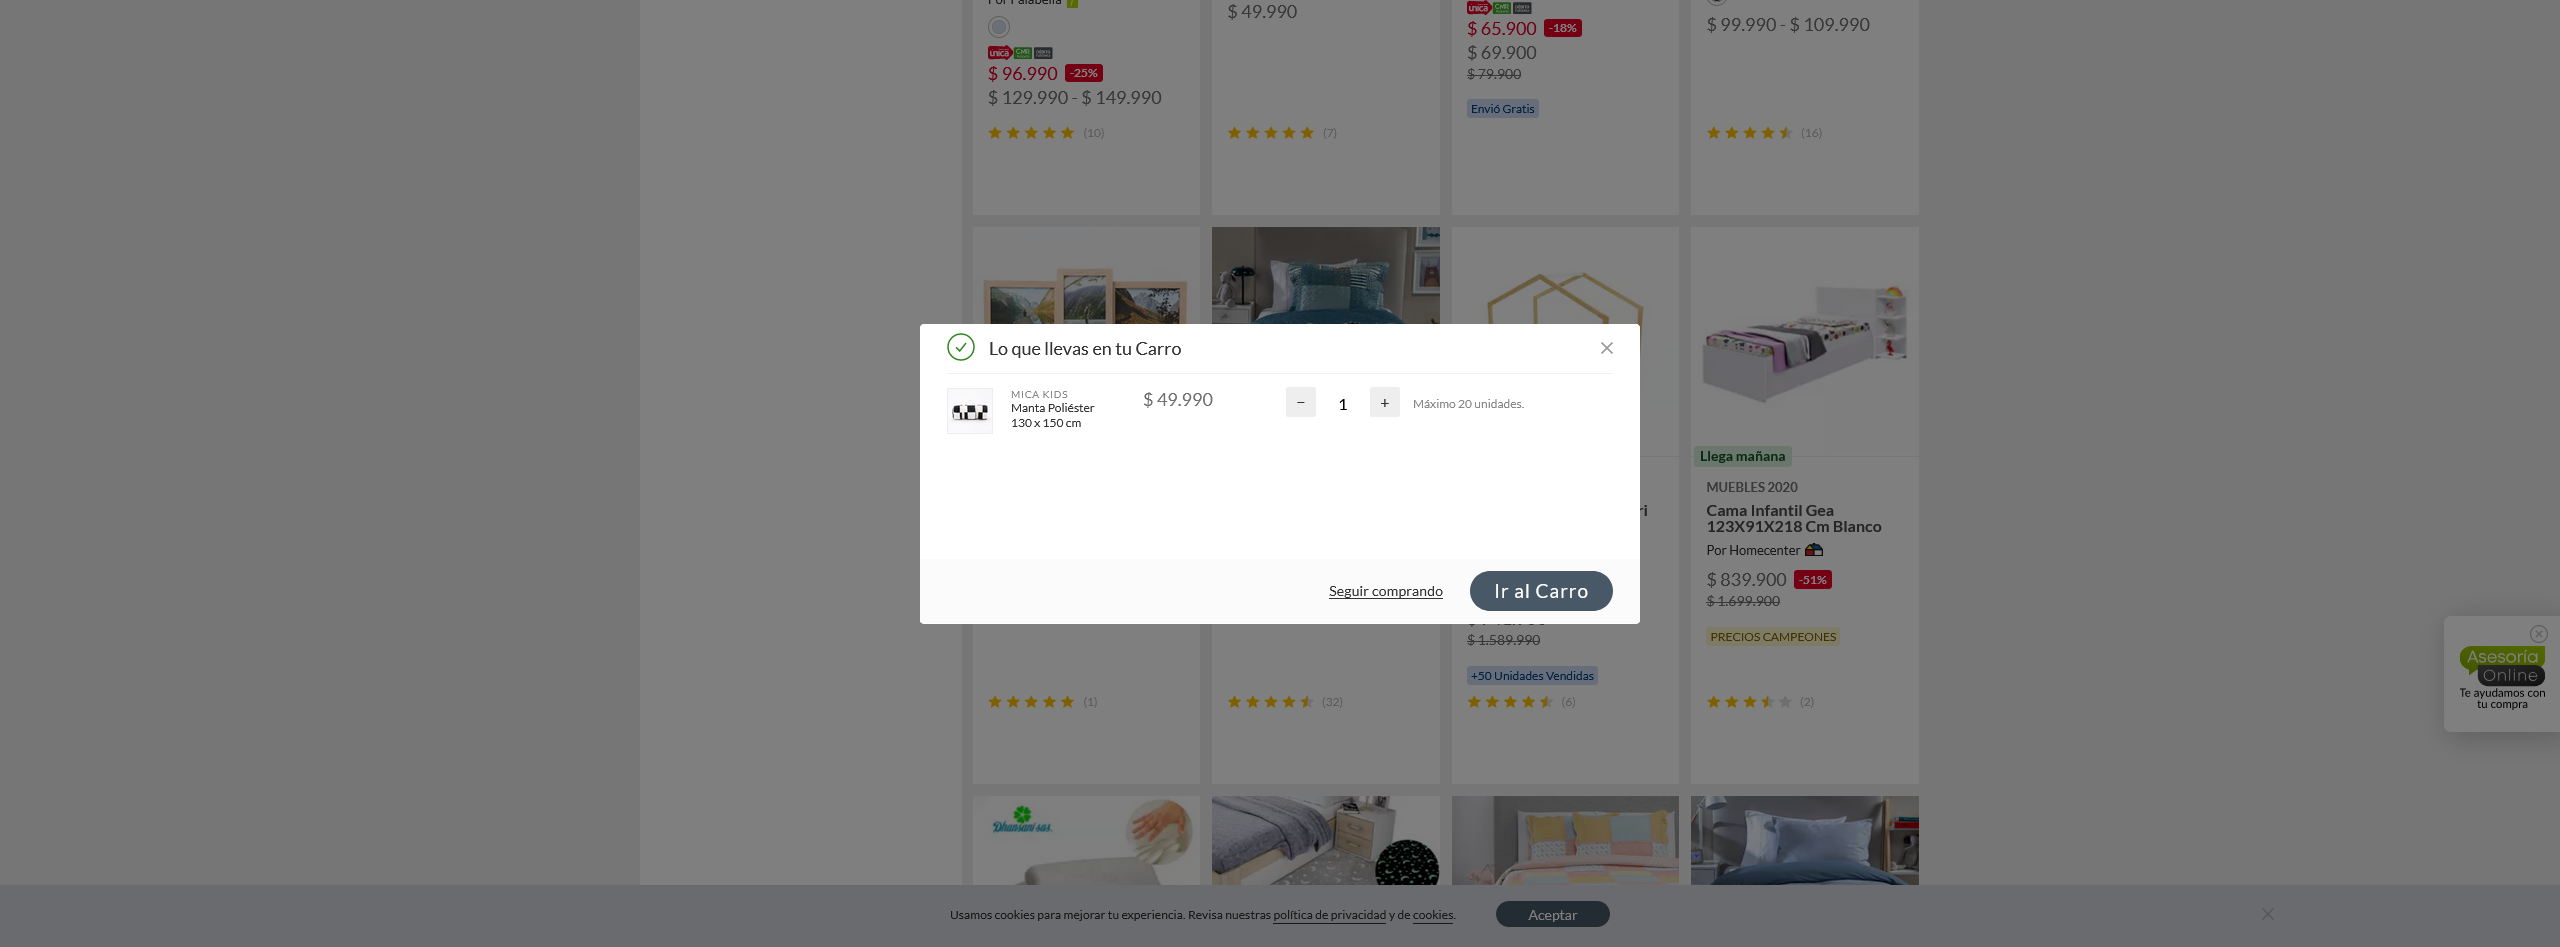 Por Falabella
$ 49.990
única CMR
$ 65.900 -18%
$ 69.900
$ 79.900
Envió Gratis
$ 99.990 - $ 109.990
única CMR
$ 96.990 -25%
$ 129.990 - $ 149.990
(10)
(7)
(16)
Lo que llevas en tu Carro
MICA KIDS
Manta Poliéster
130 x 150 cm
$ 49.990
− 1 +
Máximo 20 unidades.
Seguir comprando
Ir al Carro
Llega mañana
MUEBLES 2020
Cama Infantil Gea
123X91X218 Cm Blanco
Por Homecenter
$ 839.900 -51%
$ 1.699.900
PRECIOS CAMPEONES
$ 1.589.990
+50 Unidades Vendidas
(1)
(32)
(6)
(2)
Asesoría
Online
Te ayudamos con
tu compra
Dhansani sas.
Usamos cookies para mejorar tu experiencia. Revisa nuestras política de privacidad y de cookies.
Aceptar